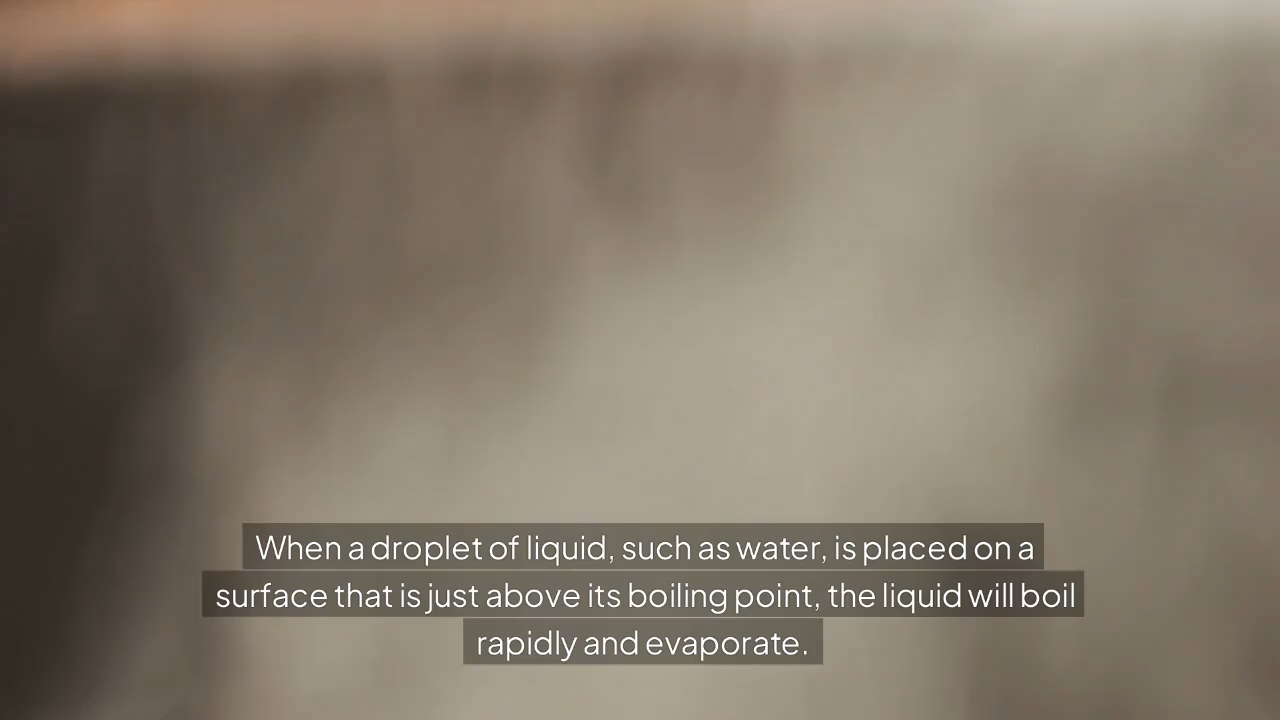 When a droplet of liquid, such as water, is placed on a
surface that is just above its boiling point, the liquid will boil
rapidly and evaporate.